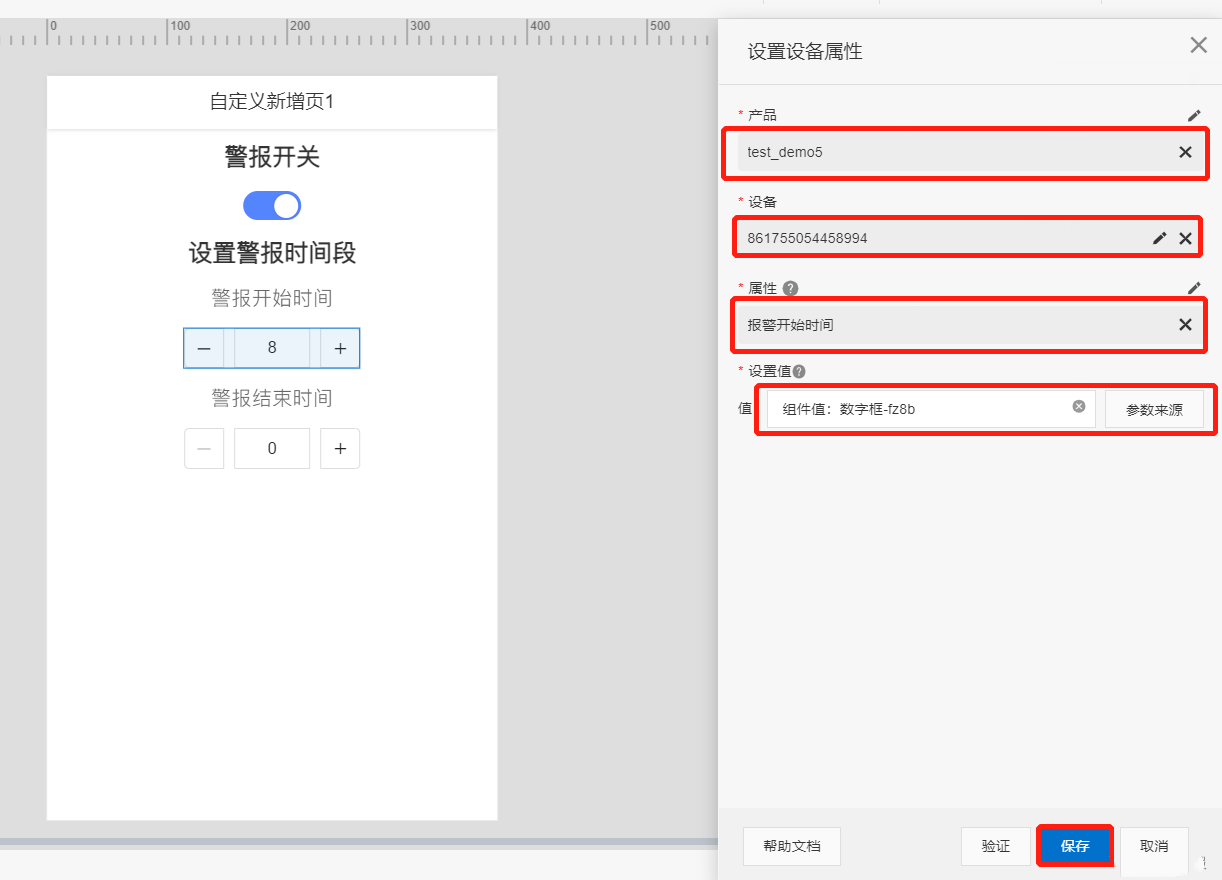 0 100 200 300 400 500
自定义新增页1
警报开关
设置警报时间段
警报开始时间
8
警报结束时间
0
设置设备属性
* 产品
test_demo5
* 设备
861755054458994
* 属性
报警开始时间
* 设置值
值 组件值：数字框-fz8b 参数来源
帮助文档 验证 保存 取消